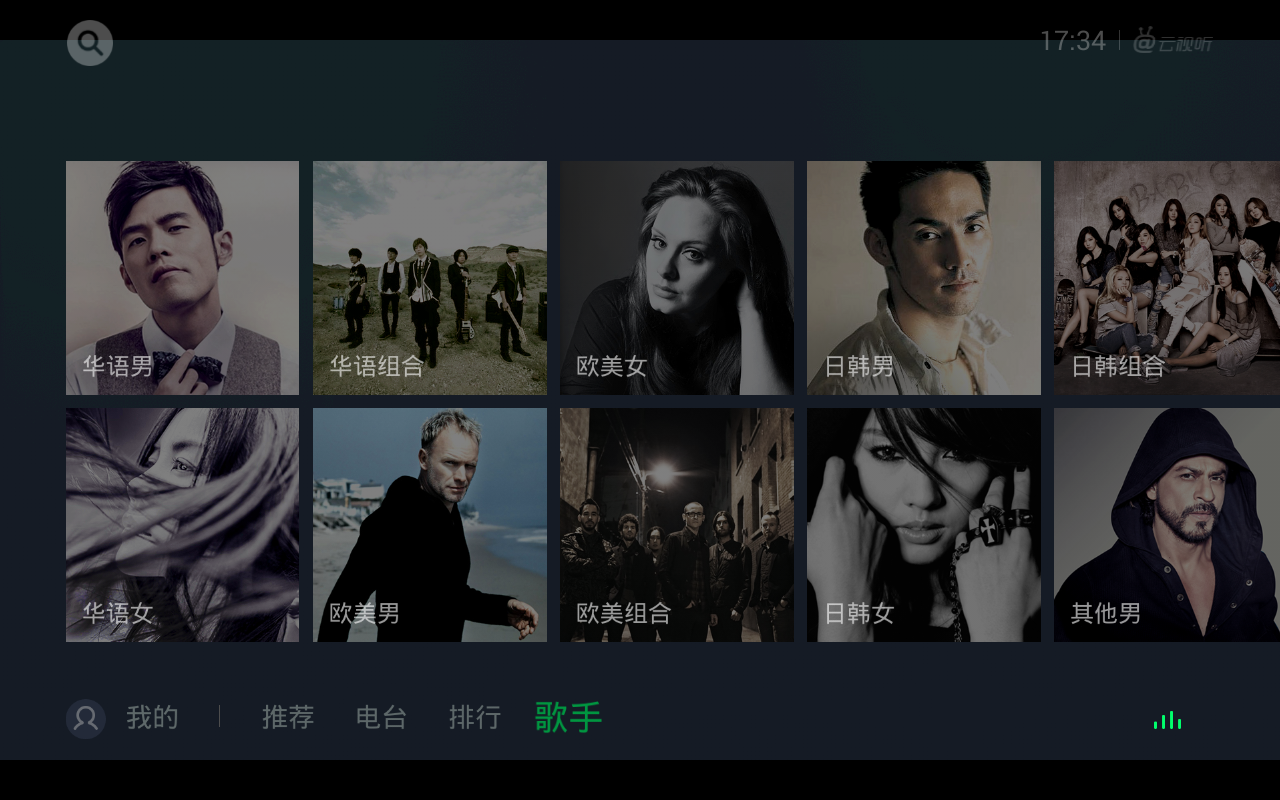 17:34
云视听
BABY G
华语男
华语组合
欧美女
日韩男
日韩组合
华语女
欧美男
欧美组合
日韩女
其他男
我的
推荐
电台
排行
歌手